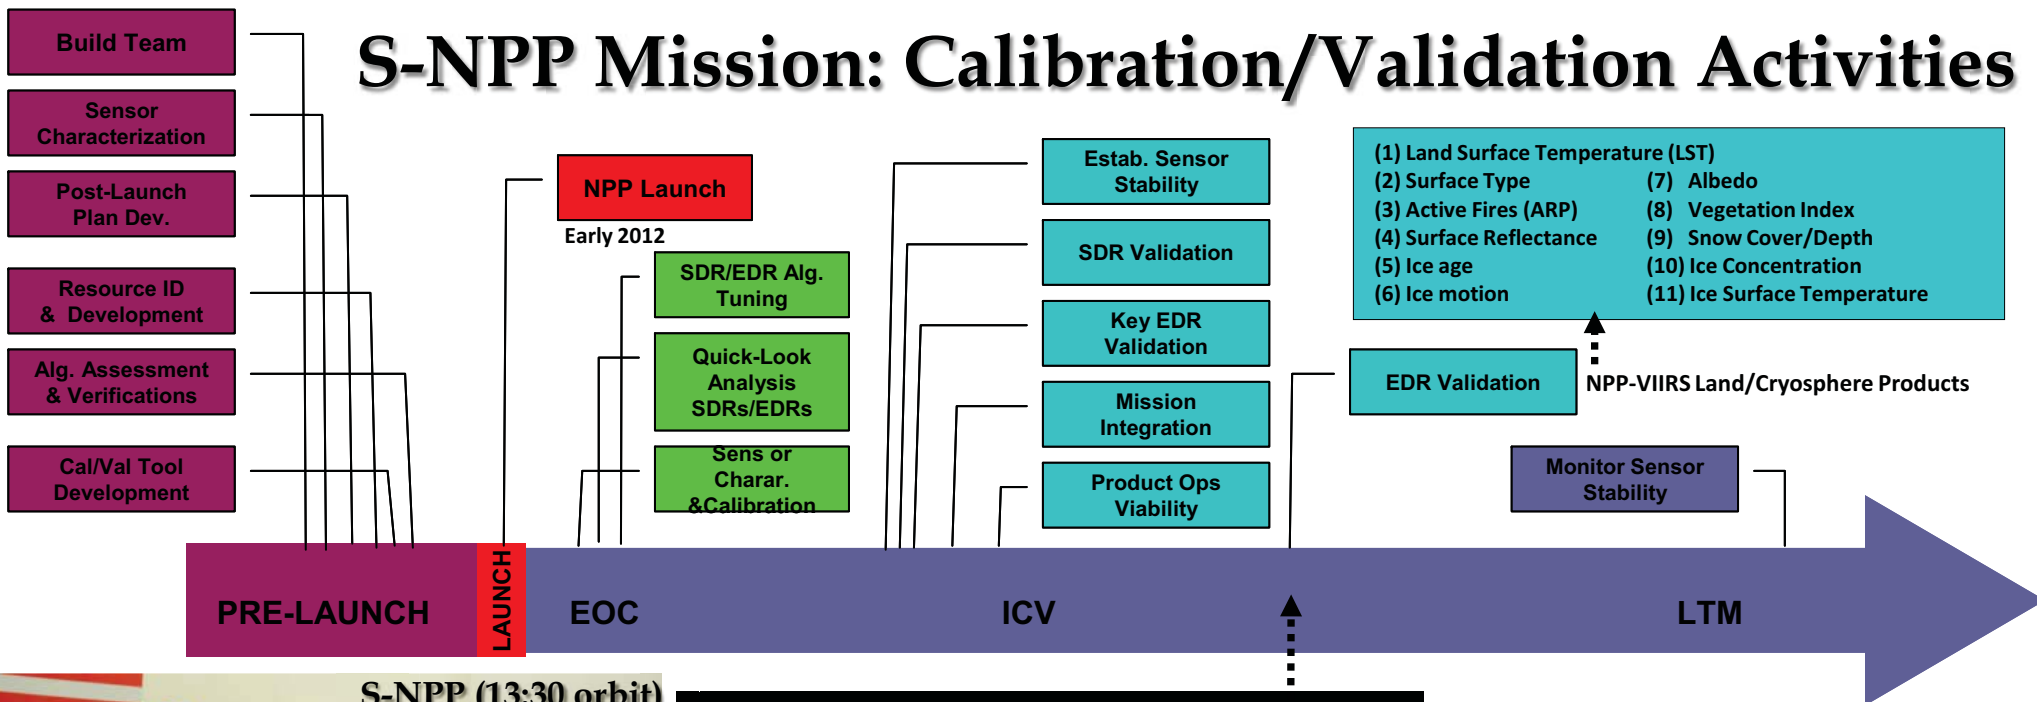 S-NPP Mission: Calibration/Validation Activities
Build Team
Sensor
Characterization
Post-Launch
Plan Dev.
Resource ID
& Development
Alg. Assessment
& Verifications
Cal/Val Tool
Development
NPP Launch
Early 2012
SDR/EDR Alg.
Tuning
Quick-Look
Analysis
SDRs/EDRs
Sens or
Charar.
&Calibration
Estab. Sensor
Stability
SDR Validation
Key EDR
Validation
Mission
Integration
Product Ops
Viability
(1) Land Surface Temperature (LST)
(2) Surface Type
(3) Active Fires (ARP)
(4) Surface Reflectance
(5) Ice age
(6) Ice motion
(7) Albedo
(8) Vegetation Index
(9) Snow Cover/Depth
(10) Ice Concentration
(11) Ice Surface Temperature
EDR Validation
NPP-VIIRS Land/Cryosphere Products
Monitor Sensor
Stability
PRE-LAUNCH
LAUNCH
EOC
ICV
LTM
S-NPP (13:30 orbit)